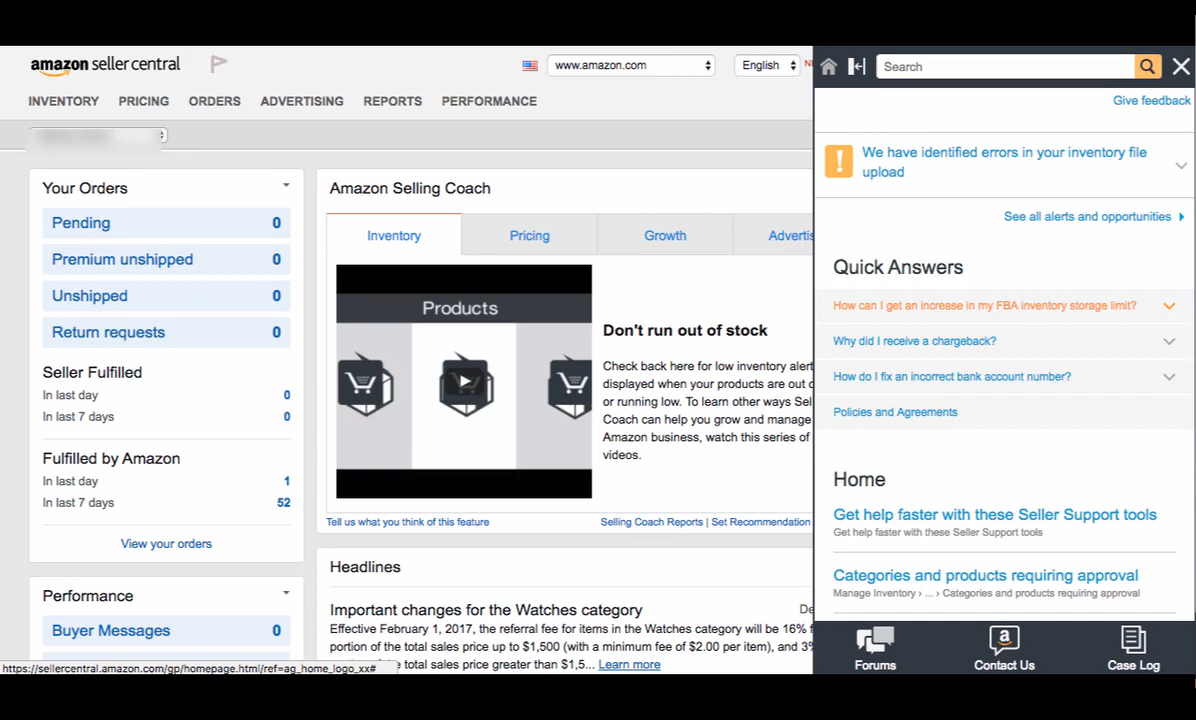 amazon seller central
www.amazon.com
English
INVENTORY PRICING ORDERS ADVERTISING REPORTS PERFORMANCE
Your Orders
Pending 0
Premium unshipped 0
Unshipped 0
Return requests 0
Seller Fulfilled
In last day 0
In last 7 days 0
Fulfilled by Amazon
In last day 1
In last 7 days 52
View your orders
Performance
Buyer Messages 0
https://sellercentral.amazon.com/gp/homepage.html/ref=ag_home_logo_xx#
Amazon Selling Coach
Inventory Pricing Growth Advertis
Products
Don't run out of stock
Check back here for low inventory alert
displayed when your products are out o
or running low. To learn other ways Sel
Coach can help you grow and manage
Amazon business, watch this series of
videos.
Tell us what you think of this feature
Selling Coach Reports | Set Recommendation
Headlines
Important changes for the Watches category De
Effective February 1, 2017, the referral fee for items in the Watches category will be 16% f
portion of the total sales price up to $1,500 (with a minimum fee of $2.00 per item), and 3%
of the total sales price greater than $1,5... Learn more
Search
Give feedback
We have identified errors in your inventory file
upload
See all alerts and opportunities
Quick Answers
How can I get an increase in my FBA inventory storage limit?
Why did I receive a chargeback?
How do I fix an incorrect bank account number?
Policies and Agreements
Home
Get help faster with these Seller Support tools
Get help faster with these Seller Support tools
Categories and products requiring approval
Manage Inventory › ... › Categories and products requiring approval
Forums Contact Us Case Log